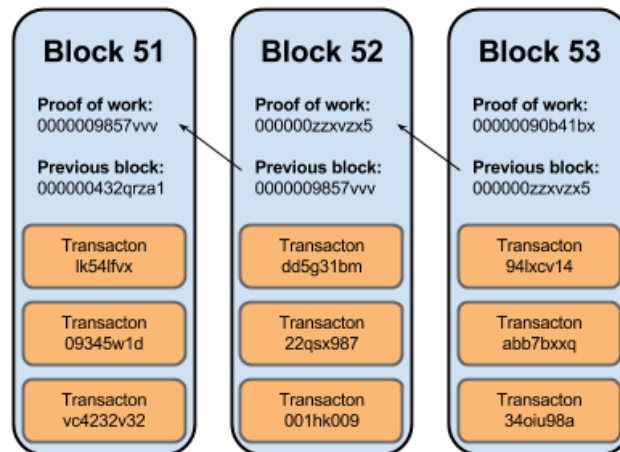 Block 51
Proof of work:
0000009857vvv
Previous block:
000000432qrza1
Transacton
lk54lfvx
Transacton
09345w1d
Transacton
vc4232v32
Block 52
Proof of work:
000000zzxvzx5
Previous block:
0000009857vvv
Transacton
dd5g31bm
Transacton
22qsx987
Transacton
001hk009
Block 53
Proof of work:
00000090b41bx
Previous block:
000000zzxvzx5
Transacton
94lxcv14
Transacton
abb7bxxq
Transacton
34oiu98a